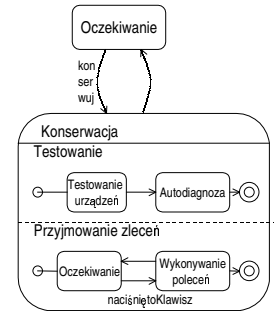 Oczekiwanie
kon
ser
wuj
Konserwacja
Testowanie
Testowanie
urządzeń
Autodiagnoza
Przyjmowanie zleceń
Oczekiwanie
Wykonywanie
poleceń
naciśniętoKlawisz